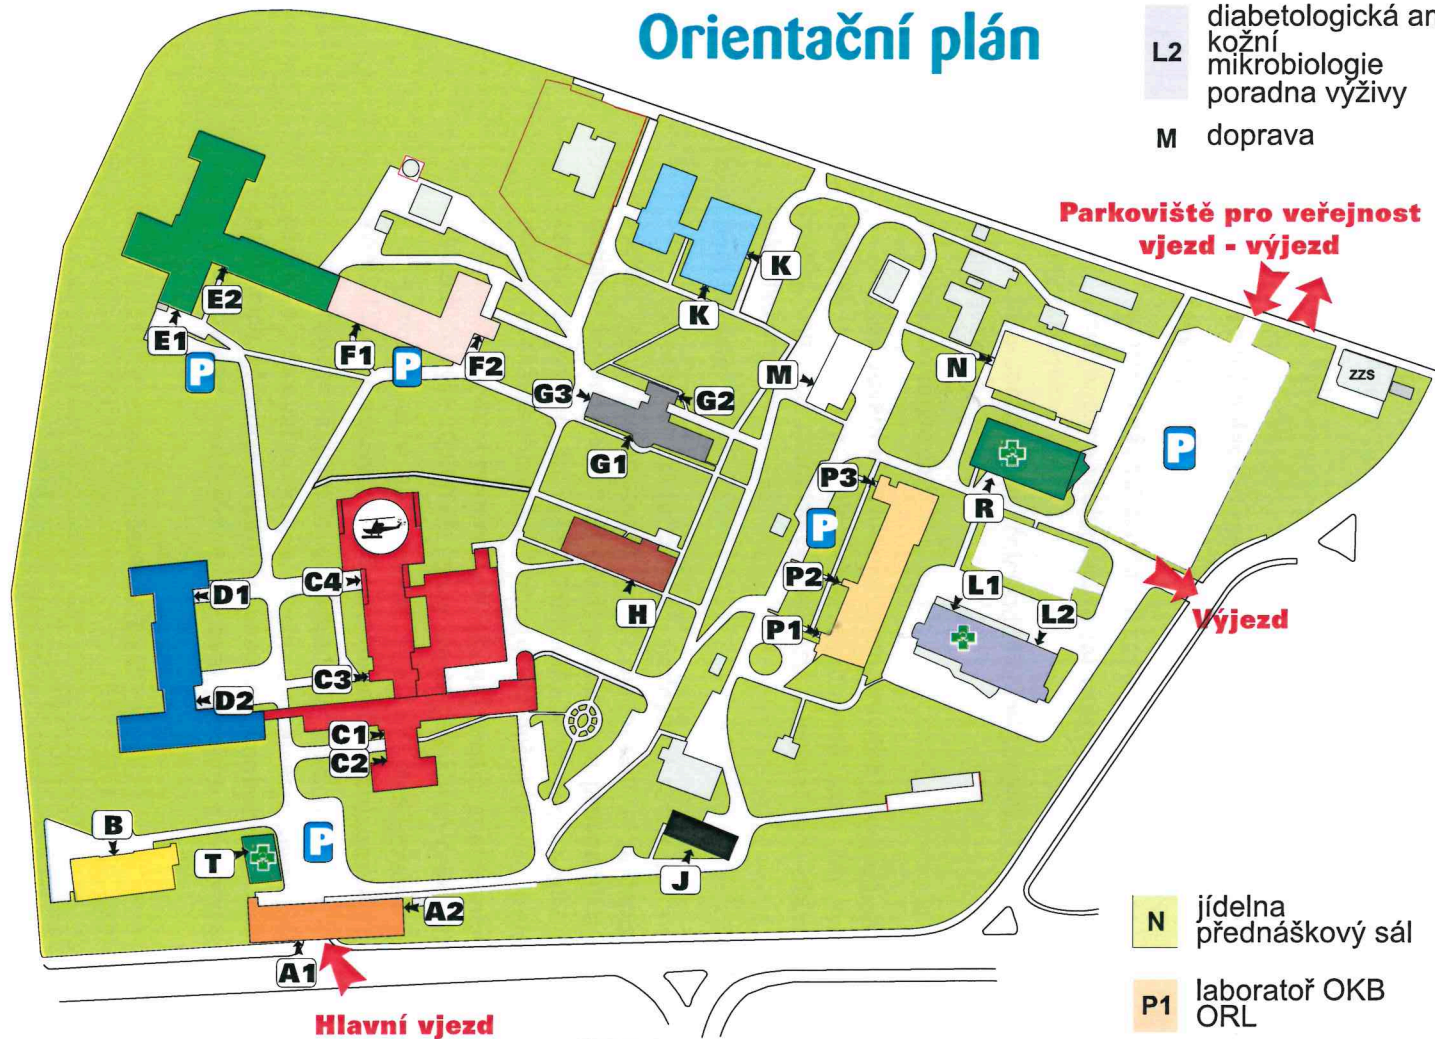 Orientační plán
L2
diabetologická
kožní
mikrobiologie
poradna výživy
M
doprava
Parkoviště pro veřejnost
vjezd - výjezd
K
K
E2
E1
F1
F2
P
P
M
N
ZZS
G3
G2
G1
P
P3
R
P
C4
D1
H
P2
L1
L2
P1
Výjezd
C3
D2
C1
C2
B
T
P
J
A2
A1
Hlavní vjezd
N
jídelna
přednáškový sál
P1
laboratoř OKB
ORL